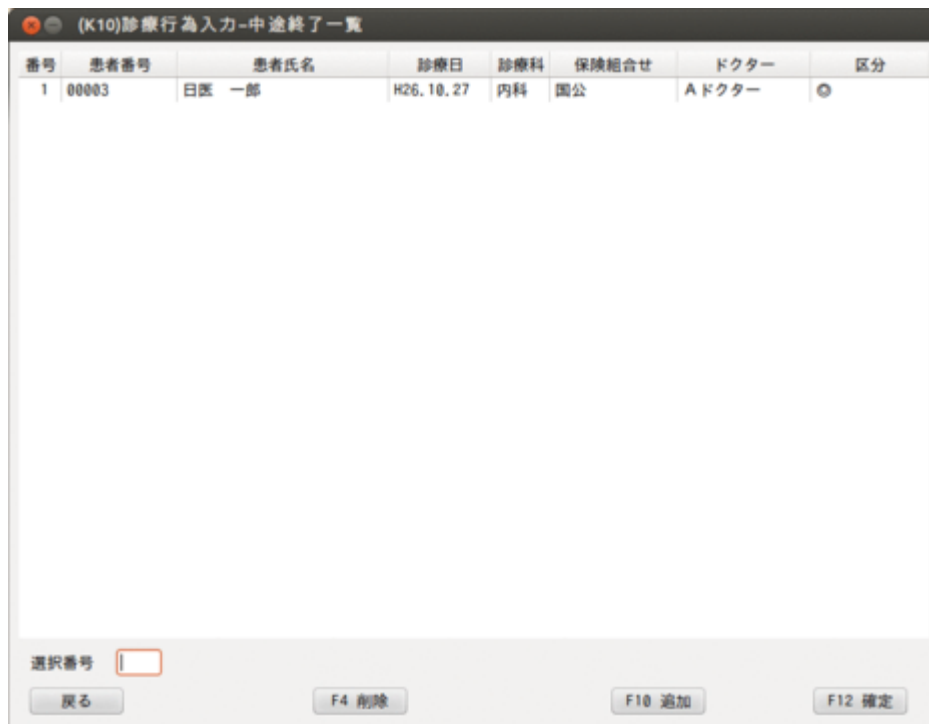 (K10)診療行為入力-中途終了一覧
番号 患者番号 患者氏名 診療日 診療科 保険組合せ ドクター 区分
1 00003 日医 一郎 H26.10.27 内科 国公 Aドクター ◎
選択番号
戻る F4 削除 F10 追加 F12 確定